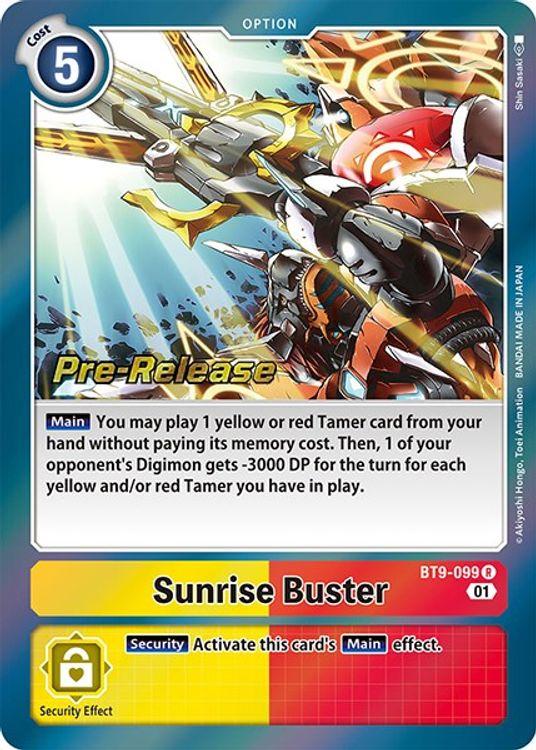 OPTION
Cost
5
Shin Sasaki
Pre-Release
Main You may play 1 yellow or red Tamer card from your
hand without paying its memory cost. Then, 1 of your
opponent's Digimon gets -3000 DP for the turn for each
yellow and/or red Tamer you have in play.
© Akiyoshi Hongo, Toei Animation BANDAI MADE IN JAPAN
BT9-099 R
Sunrise Buster
01
Security Activate this card's Main effect.
Security Effect